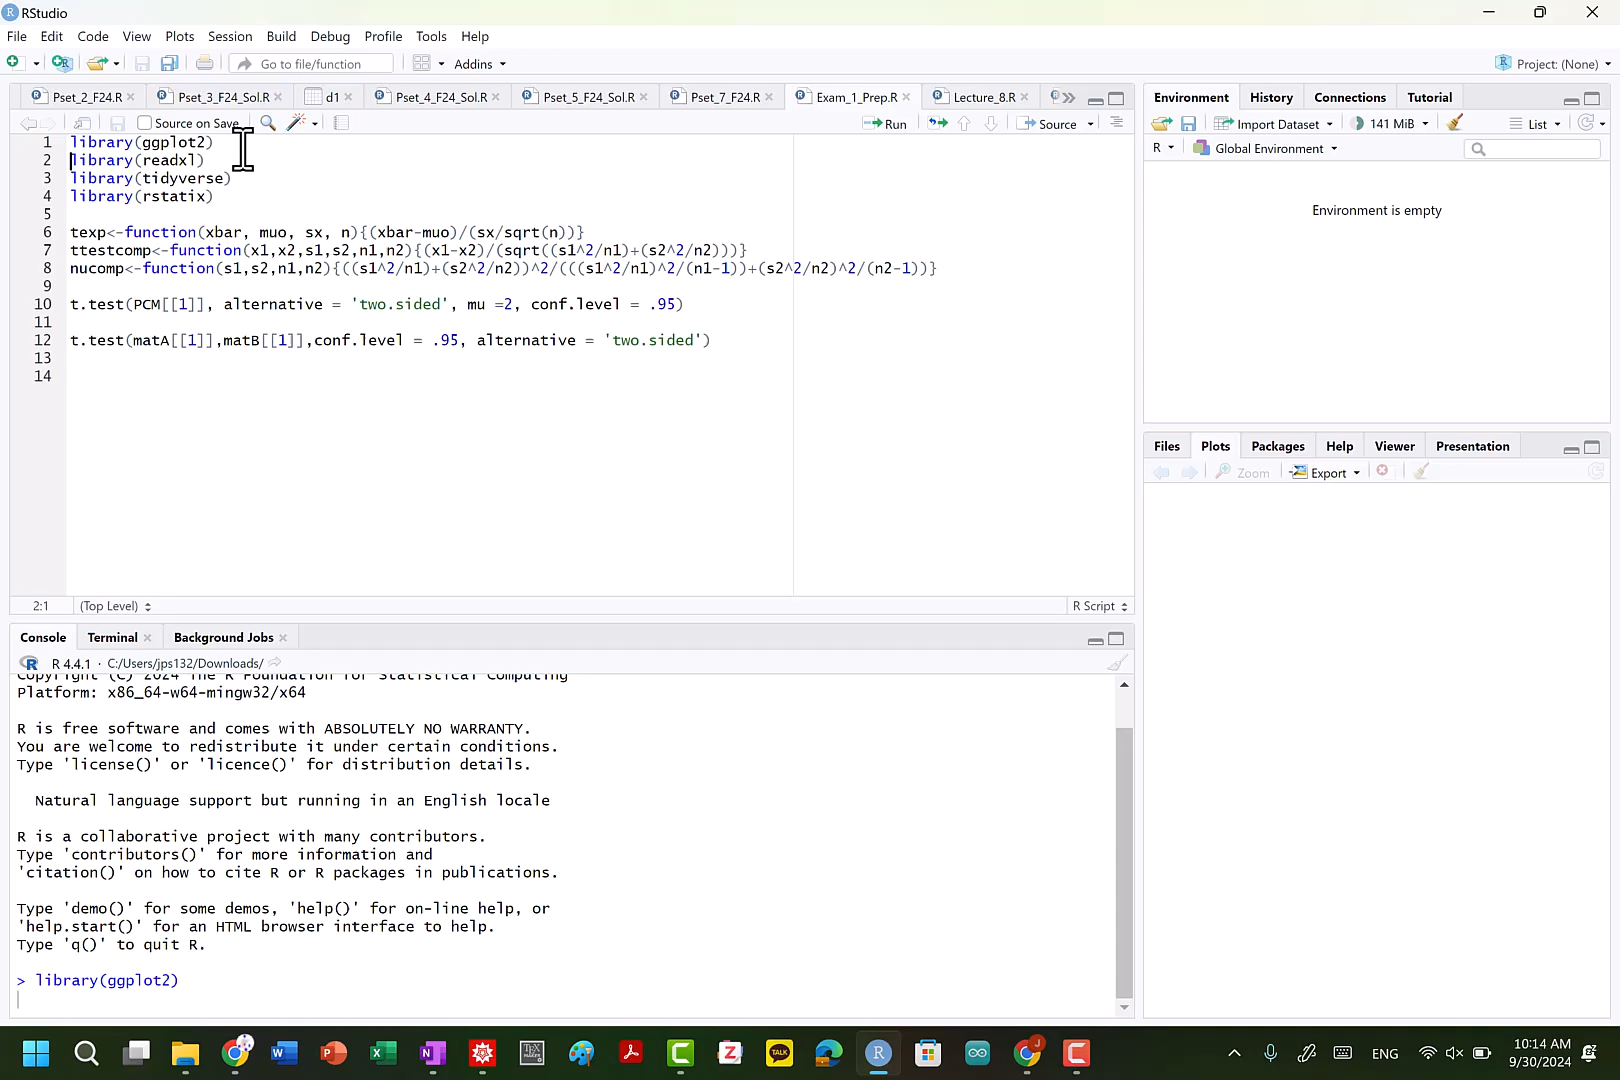 RStudio
File Edit Code View Plots Session Build Debug Profile Tools Help
Go to file/function Addins Project: (None)
Pset_2_F24.R Pset_3_F24_Sol.R d1 Pset_4_F24_Sol.R Pset_5_F24_Sol.R Pset_7_F24.R Exam_1_Prep.R Lecture_8.R
Source on Save Run Source
1 library(ggplot2)
2 library(readxl)
3 library(tidyverse)
4 library(rstatix)
5
6 texp<-function(xbar, muo, sx, n){(xbar-muo)/(sx/sqrt(n))}
7 ttestcomp<-function(x1,x2,s1,s2,n1,n2){(x1-x2)/(sqrt((s1^2/n1)+(s2^2/n2)))}
8 nucomp<-function(s1,s2,n1,n2){((s1^2/n1)+(s2^2/n2))^2/(((s1^2/n1)^2/(n1-1))+(s2^2/n2)^2/(n2-1))}
9
10 t.test(PCM[[1]], alternative = 'two.sided', mu =2, conf.level = .95)
11
12 t.test(matA[[1]],matB[[1]],conf.level = .95, alternative = 'two.sided')
13
14
2:1 (Top Level) R Script
Console Terminal Background Jobs
R 4.4.1 · C:/Users/jps132/Downloads/
Copyright (C) 2024 The R Foundation for Statistical Computing
Platform: x86_64-w64-mingw32/x64
R is free software and comes with ABSOLUTELY NO WARRANTY.
You are welcome to redistribute it under certain conditions.
Type 'license()' or 'licence()' for distribution details.
Natural language support but running in an English locale
R is a collaborative project with many contributors.
Type 'contributors()' for more information and
'citation()' on how to cite R or R packages in publications.
Type 'demo()' for some demos, 'help()' for on-line help, or
'help.start()' for an HTML browser interface to help.
Type 'q()' to quit R.
> library(ggplot2)
Environment History Connections Tutorial
Import Dataset 141 MiB List
R Global Environment
Environment is empty
Files Plots Packages Help Viewer Presentation
Zoom Export
TALK
ENG
10:14 AM
9/30/2024